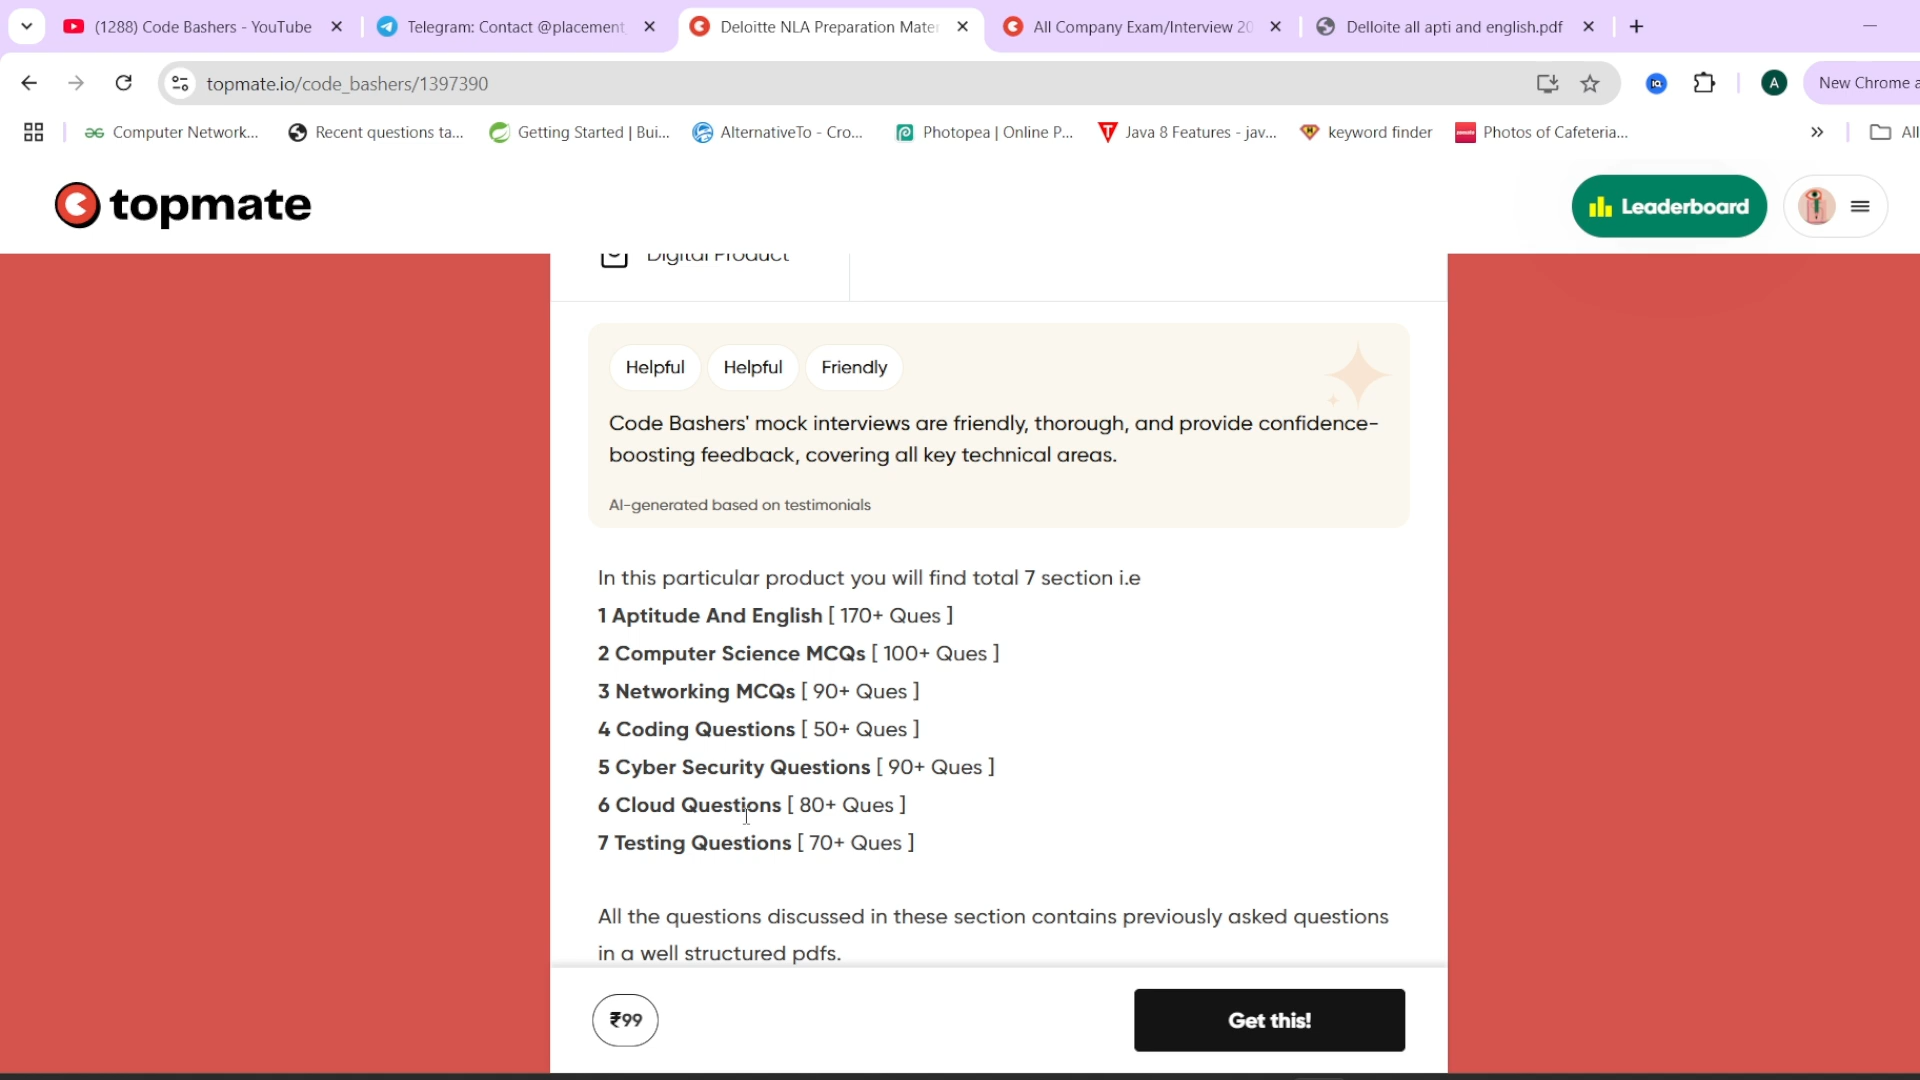 (1288) Code Bashers - YouTube
Telegram: Contact @placement
Deloitte NLA Preparation Mater
All Company Exam/Interview 20
Delloite all apti and english.pdf
topmate.io/code_bashers/1397390
A
New Chrome a
Computer Network...
Recent questions ta...
Getting Started | Bui...
AlternativeTo - Cro...
Photopea | Online P...
Java 8 Features - jav...
keyword finder
Photos of Cafeteria...
All
topmate
Leaderboard
Digital Product
Helpful
Helpful
Friendly
Code Bashers' mock interviews are friendly, thorough, and provide confidence-
boosting feedback, covering all key technical areas.
AI-generated based on testimonials
In this particular product you will find total 7 section i.e
1 Aptitude And English [ 170+ Ques ]
2 Computer Science MCQs [ 100+ Ques ]
3 Networking MCQs [ 90+ Ques ]
4 Coding Questions [ 50+ Ques ]
5 Cyber Security Questions [ 90+ Ques ]
6 Cloud Questions [ 80+ Ques ]
7 Testing Questions [ 70+ Ques ]
All the questions discussed in these section contains previously asked questions
in a well structured pdfs.
₹99
Get this!